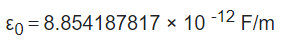 ε₀ = 8.854187817 × 10 ⁻¹² F/m